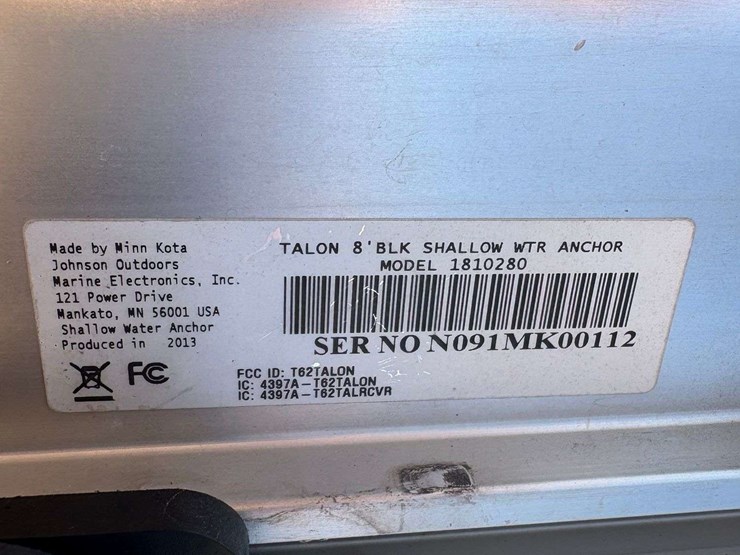 Made by Minn Kota
Johnson Outdoors
Marine Electronics, Inc.
121 Power Drive
Mankato, MN 56001 USA
Shallow Water Anchor
Produced in 2013
FC
TALON 8'BLK SHALLOW WTR ANCHOR
MODEL 1810280
SER NO N091MK00112
FCC ID: T62TALON
IC: 4397A-T62TALON
IC: 4397A-T62TALRCVR